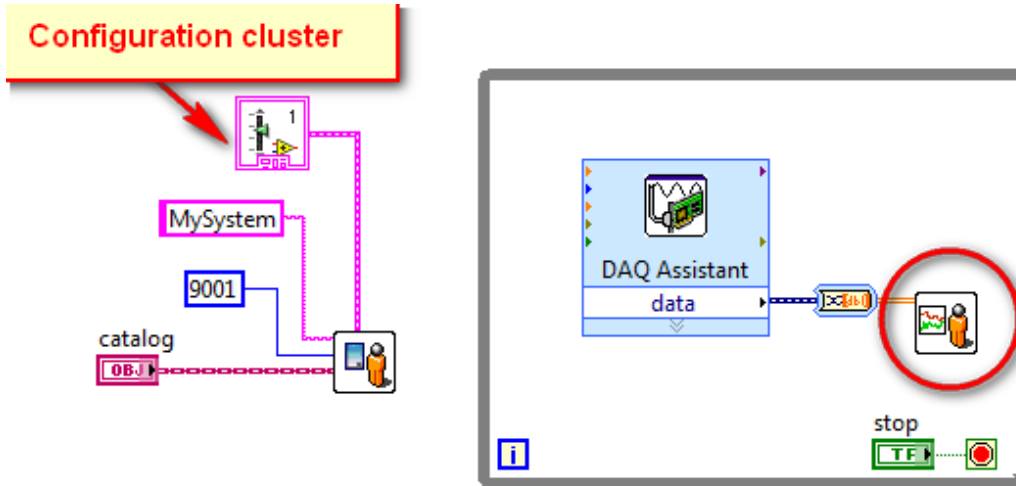 Configuration cluster
1
MySystem
9001
catalog
OBJ
DAQ Assistant
data
i
stop
TF